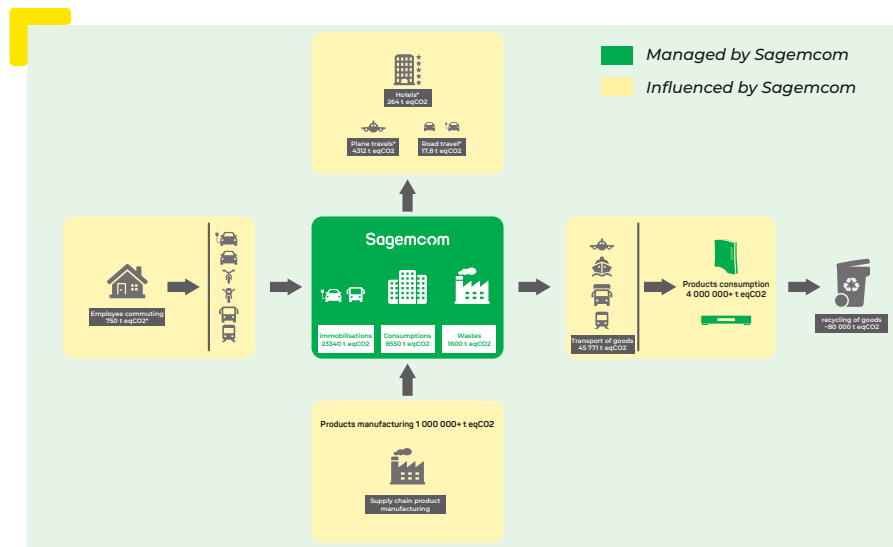 Managed by Sagemcom
Influenced by Sagemcom
Hotels*
264 t eqCO2
Plane travels*
4312 t eqCO2
Road travel*
17,8 t eqCO2
Employee commuting
750 t eqCO2*
Sagemcom
Immobilisations
23340 t eqCO2
Consumptions
8550 t eqCO2
Wastes
1600 t eqCO2
Transport of goods
45 771 t eqCO2
Products consumption
4 000 000+ t eqCO2
recycling of goods
~80 000 t eqCO2
Products manufacturing 1 000 000+ t eqCO2
Supply chain product
manufacturing